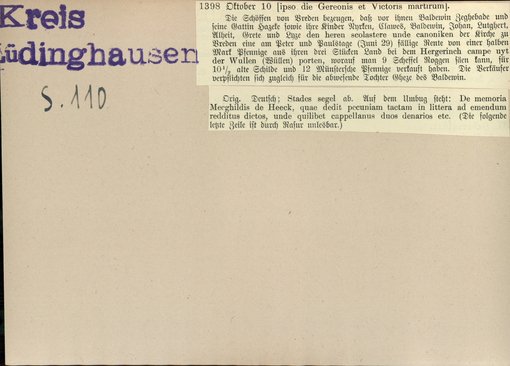 Kreis
Lüdinghausen
S. 110
1398 Oktober 10 [ipso die Gereonis et Victoris martirum].
Die Schöffen von Vreden bezeugen, daß vor ihnen Baldewin Zeghebade und
seine Gattin Hazeke sowie ihre Kinder Nyeken, Clawes, Baldewin, Johan, Lutghert,
Alheit, Grete und Lyze den heren scolastere unde canoniken der Kirche zu
Vreden eine am Peter und Paulstage (Juni 29) fällige Rente von einer halben
Mark Pfennige aus ihren drei Stücken Land bei dem Hergerinch campe uyt
der Wullen (Wüllen) porten, worauf man 9 Scheffel Roggen säen kann, für
10½ alte Schilde und 12 Münstersche Pfennige verkauft haben. Die Verkäufer
verpflichten sich zugleich für die abwesende Tochter Gheze des Baldewin.
Orig. Deutsch; Stades segel ab. Auf dem Umbug steht: De memoria
Mecghildis de Heeck, quae dedit pecuniam tactam in littera ad emendum
redditus dictos, unde quilibet cappellanus duos denarios etc. (Die folgende
letzte Zeile ist durch Rasur unlesbar.)